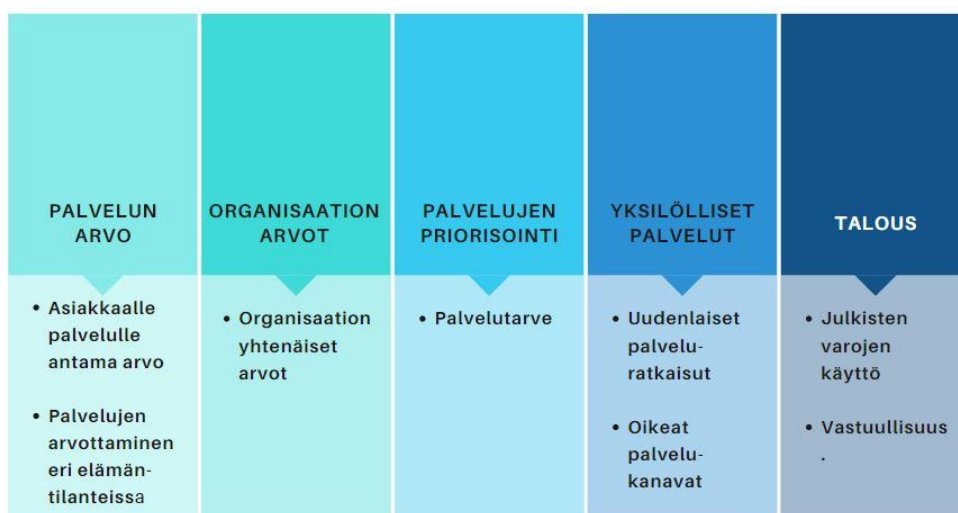 PALVELUN
ARVO
• Asiakkaalle
palvelulle
antama arvo
• Palvelujen
arvottaminen
eri elämän-
tilanteissa
ORGANISAATION
ARVOT
• Organisaation
yhtenäiset
arvot
PALVELUJEN
PRIORISOINTI
• Palvelutarve
YKSILÖLLISET
PALVELUT
• Uudenlaiset
palvelu-
ratkaisut
• Oikeat
palvelu-
kanavat
TALOUS
• Julkisten
varojen
käyttö
• Vastuullisuus
.